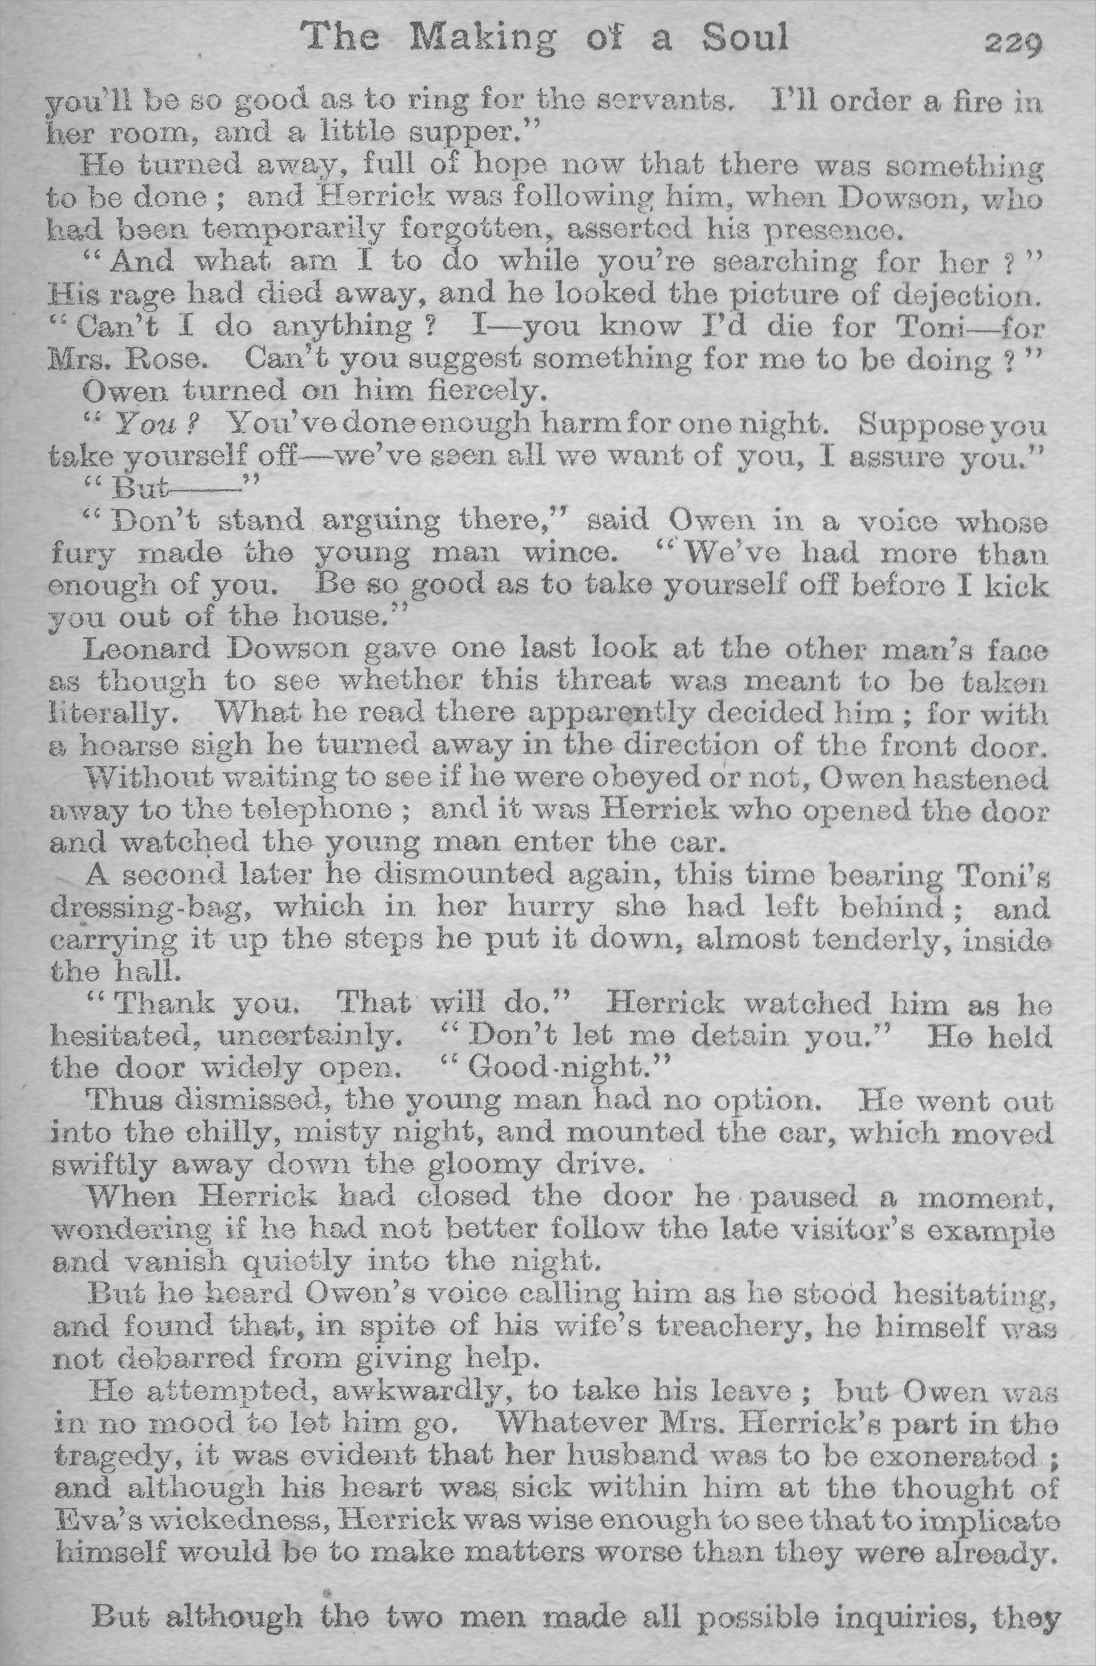 The Making of a Soul 229
you'll be so good as to ring for the servants. I'll order a fire in
her room, and a little supper."
He turned away, full of hope now that there was something
to be done ; and Herrick was following him, when Dowson, who
had been temporarily forgotten, asserted his presence.
"And what am I to do while you're searching for her ? "
His rage had died away, and he looked the picture of dejection.
"Can't I do anything ? I—you know I'd die for Toni—for
Mrs. Rose. Can't you suggest something for me to be doing ? "
Owen turned on him fiercely.
"You ? You've done enough harm for one night. Suppose you
take yourself off—we've seen all we want of you, I assure you."
"But——"
"Don't stand arguing there," said Owen in a voice whose
fury made the young man wince. "We've had more than
enough of you. Be so good as to take yourself off before I kick
you out of the house."
Leonard Dowson gave one last look at the other man's face
as though to see whether this threat was meant to be taken
literally. What he read there apparently decided him ; for with
a hoarse sigh he turned away in the direction of the front door.
Without waiting to see if he were obeyed or not, Owen hastened
away to the telephone ; and it was Herrick who opened the door
and watched the young man enter the car.
A second later he dismounted again, this time bearing Toni's
dressing-bag, which in her hurry she had left behind ; and
carrying it up the steps he put it down, almost tenderly, inside
the hall.
"Thank you. That will do." Herrick watched him as he
hesitated, uncertainly. "Don't let me detain you." He held
the door widely open. "Good-night."
Thus dismissed, the young man had no option. He went out
into the chilly, misty night, and mounted the car, which moved
swiftly away down the gloomy drive.
When Herrick had closed the door he paused a moment,
wondering if he had not better follow the late visitor's example
and vanish quietly into the night.
But he heard Owen's voice calling him as he stood hesitating,
and found that, in spite of his wife's treachery, he himself was
not debarred from giving help.
He attempted, awkwardly, to take his leave ; but Owen was
in no mood to let him go. Whatever Mrs. Herrick's part in the
tragedy, it was evident that her husband was to be exonerated ;
and although his heart was sick within him at the thought of
Eva's wickedness, Herrick was wise enough to see that to implicate
himself would be to make matters worse than they were already.
But although the two men made all possible inquiries, they